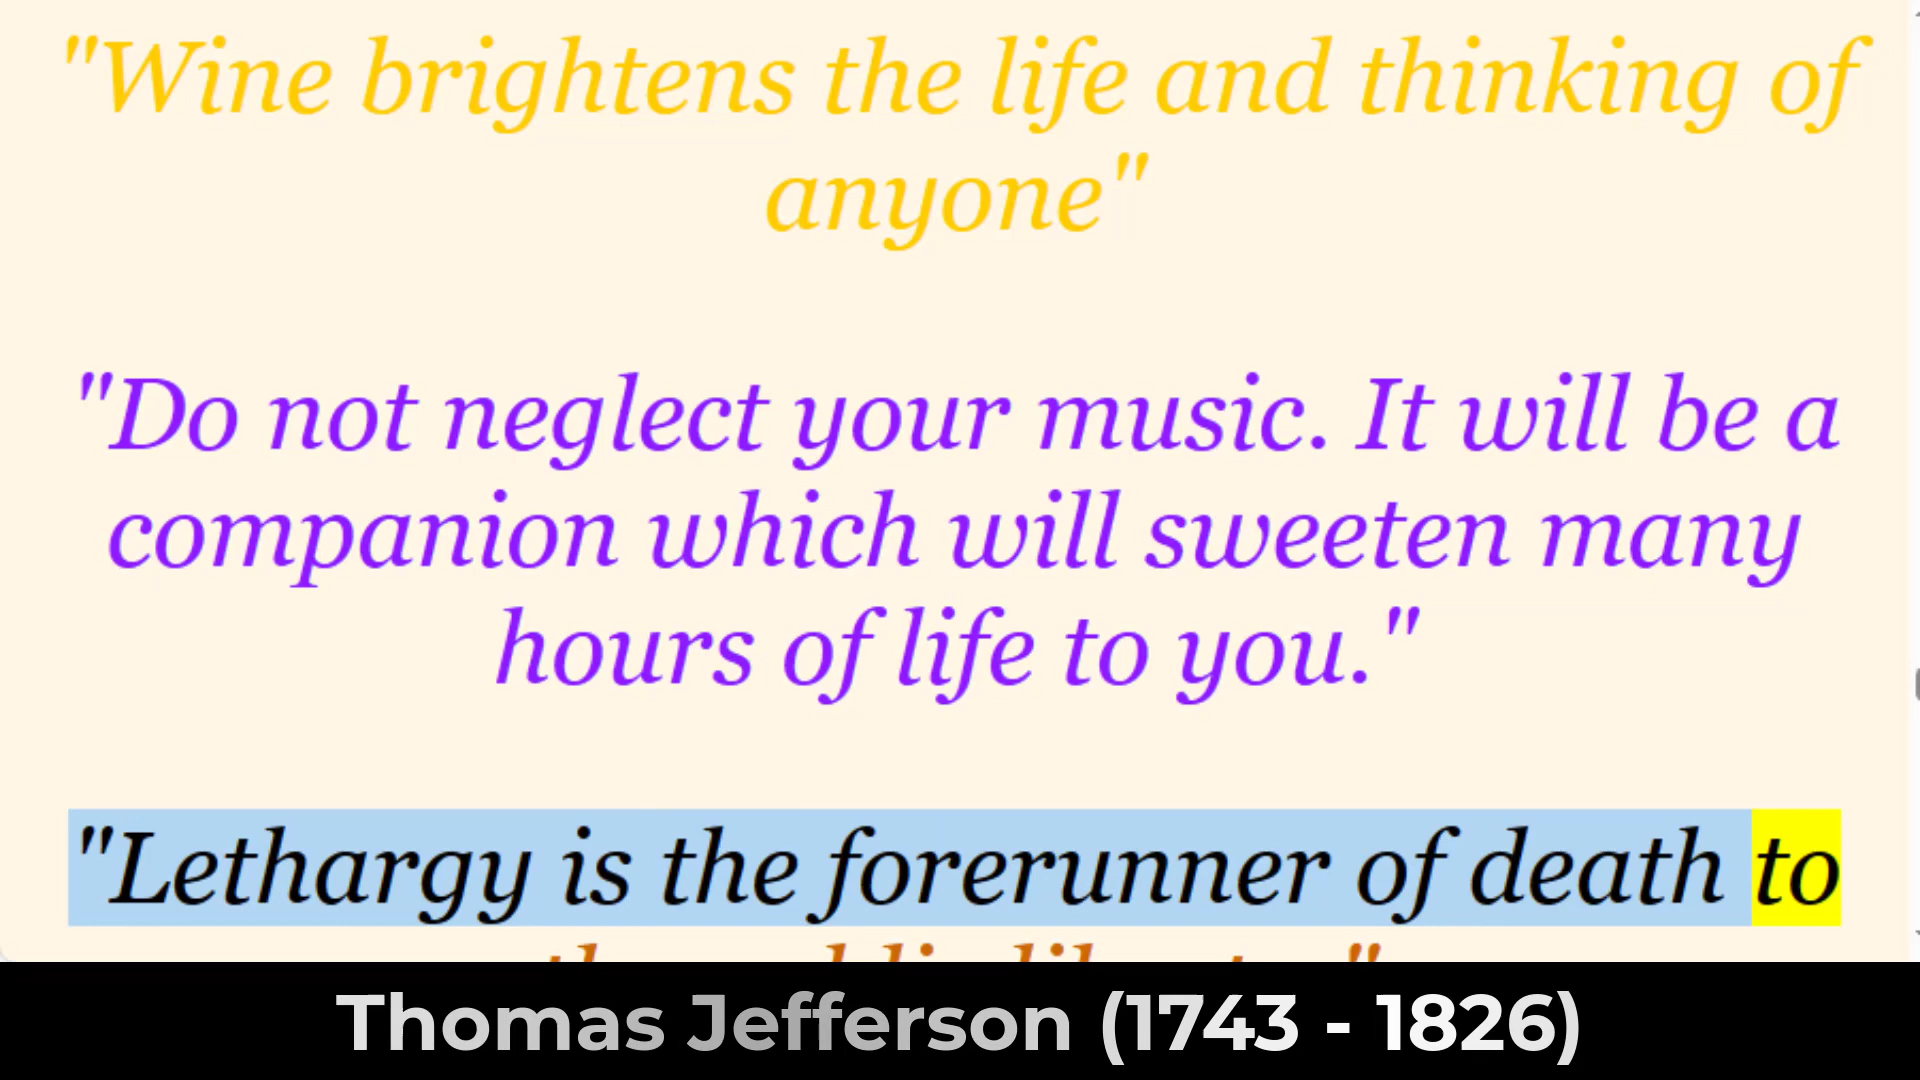 "Wine brightens the life and thinking of
anyone"
"Do not neglect your music. It will be a
companion which will sweeten many
hours of life to you."
"Lethargy is the forerunner of death to
Thomas Jefferson (1743 - 1826)